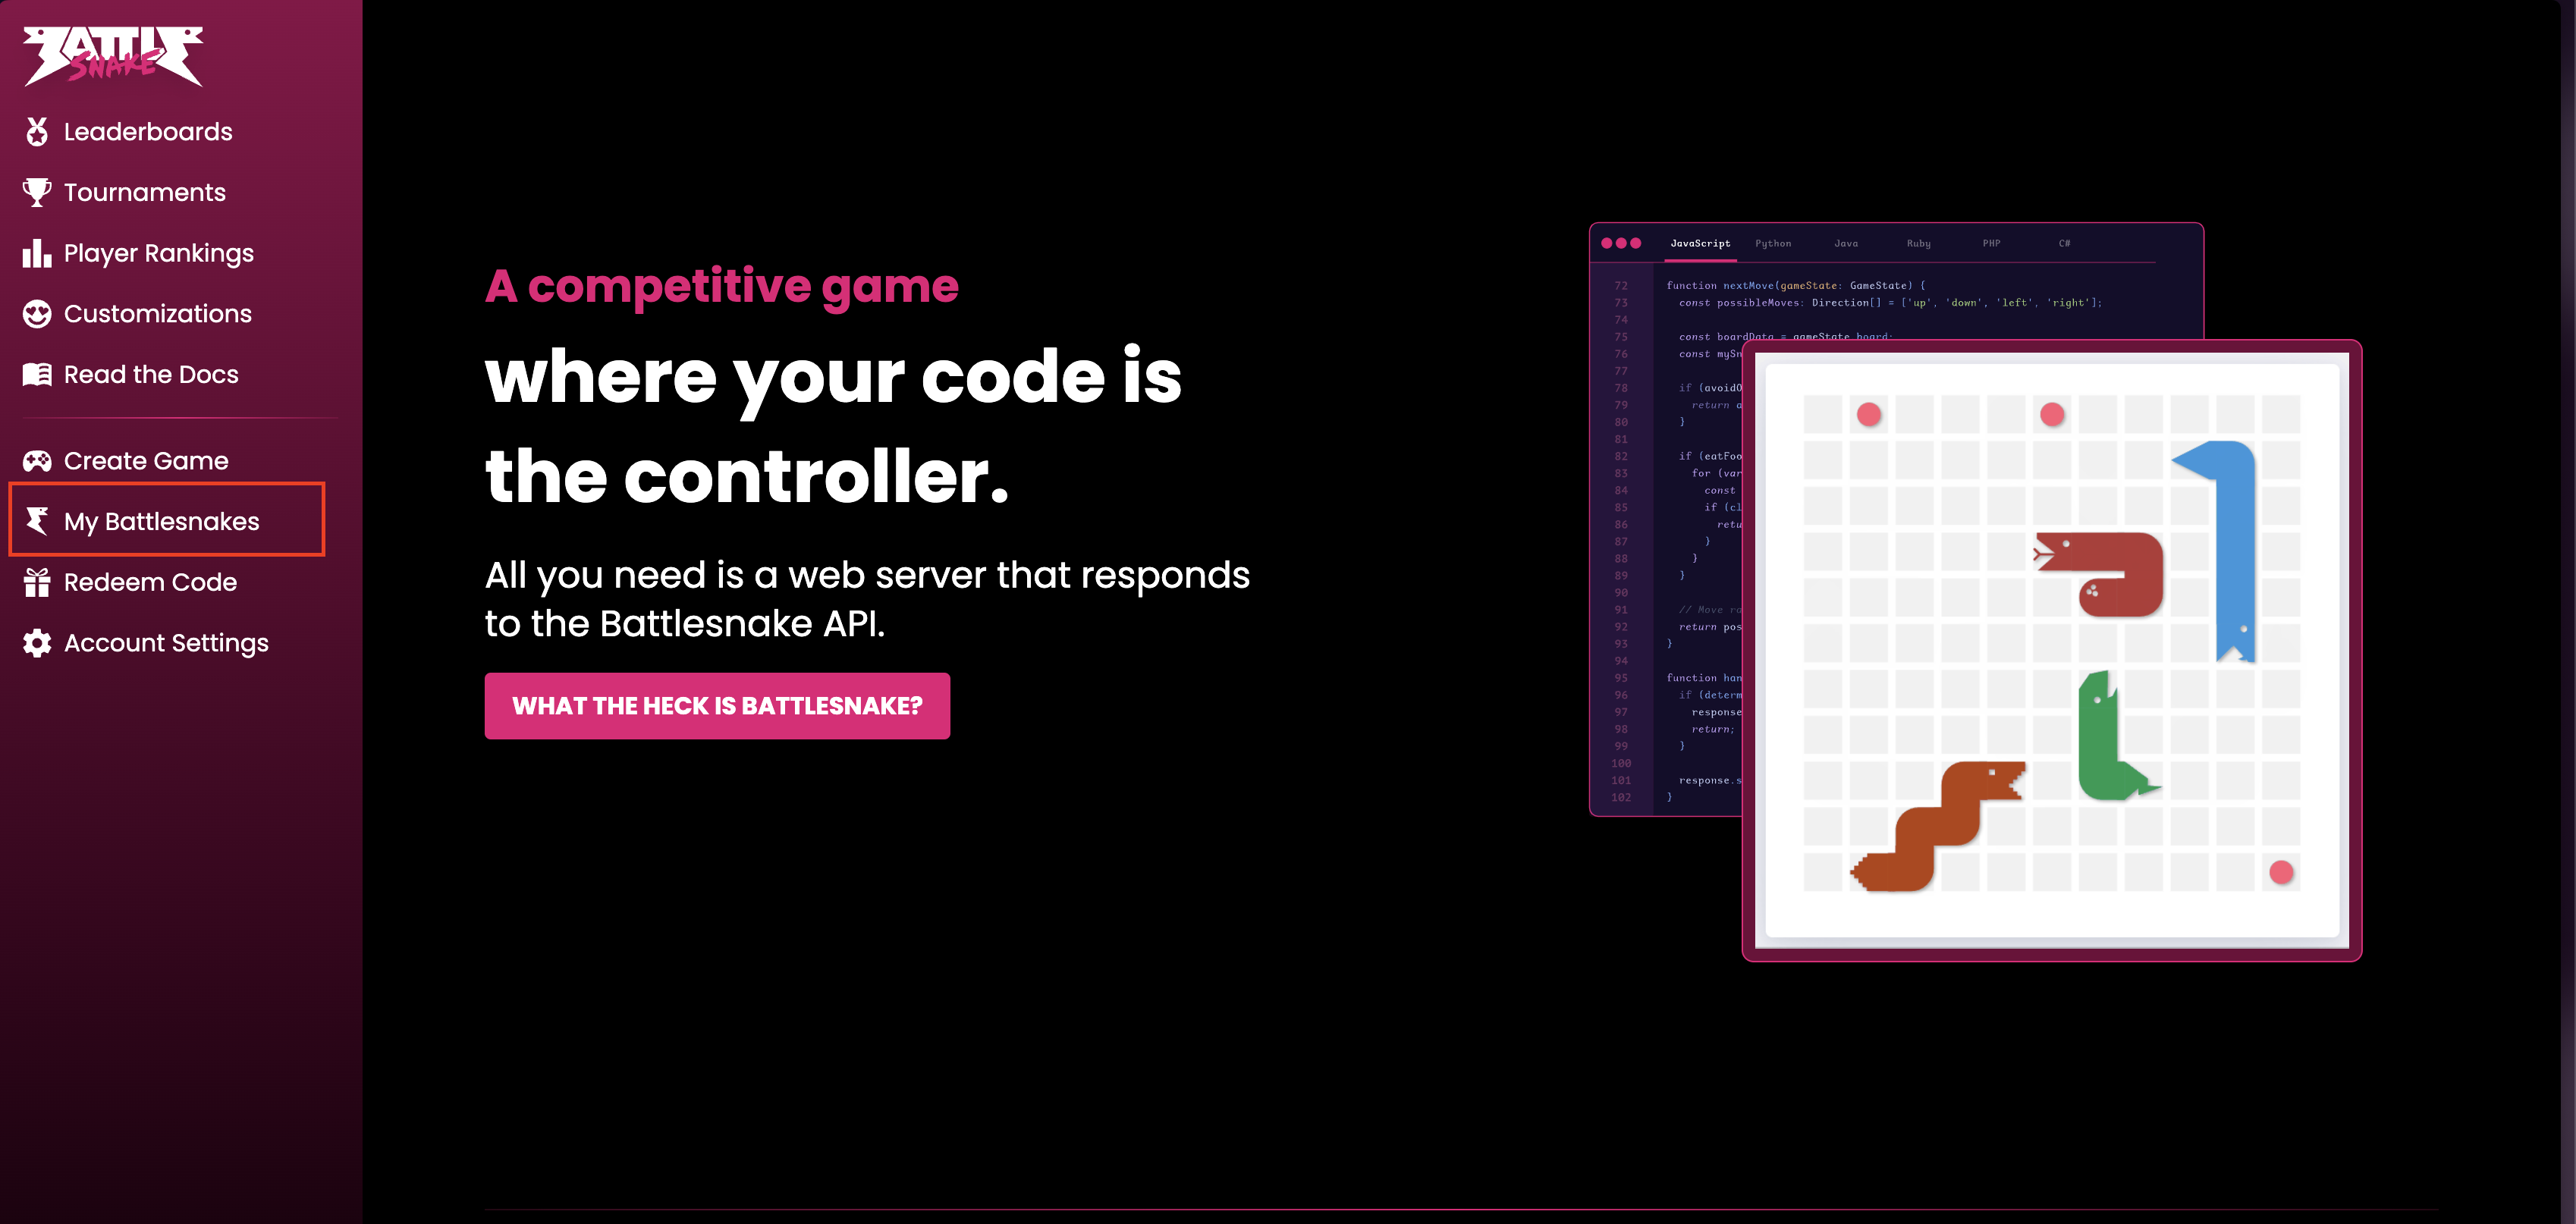 BATTLE
SNAKE
Leaderboards
Tournaments
Player Rankings
Customizations
Read the Docs
Create Game
My Battlesnakes
Redeem Code
Account Settings
A competitive game
where your code is
the controller.
All you need is a web server that responds
to the Battlesnake API.
WHAT THE HECK IS BATTLESNAKE?
JavaScript Python Java Ruby PHP C#
72 function nextMove(gameState: GameState) {
73 const possibleMoves: Direction[] = ['up', 'down', 'left', 'right'];
74
75 const boardData = gameState.board;
76 const mySn
77
78 if (avoidO
79 return a
80 }
81
82 if (eatFoo
83 for (var
84 const
85 if (cl
86 retu
87 }
88 }
89 }
90
91 // Move ra
92 return pos
93 }
94
95 function han
96 if (determ
97 response
98 return;
99 }
100
101 response.s
102 }